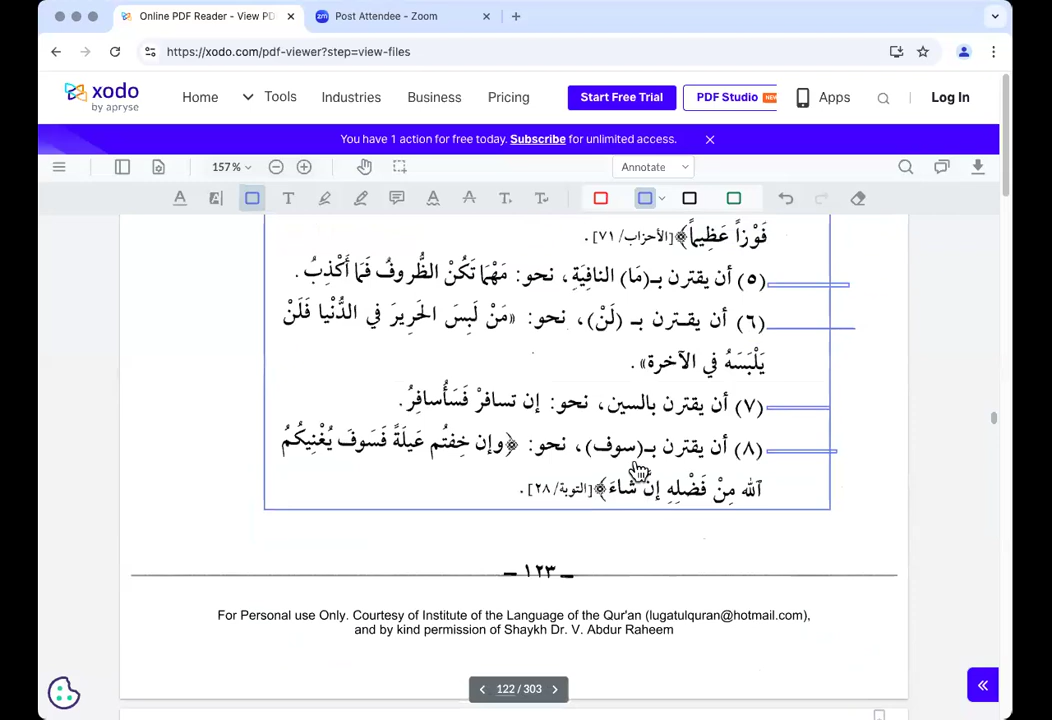 Online PDF Reader - View PD
Post Attendee - Zoom
https://xodo.com/pdf-viewer?step=view-files
xodo
by apryse
Home
Tools
Industries
Business
Pricing
Start Free Trial
PDF Studio NEW
Apps
Log In
You have 1 action for free today. Subscribe for unlimited access.
157%
Annotate
فَوْزاً عَظِيماً﴾ [الأحزاب/ ٧١] .
(٥) أن يقترن بـ(مَا) النافِيَةِ، نحو: مَهْمَا تَكُنْ الظُّروفُ فَمَا أَكْذِبُ .
(٦) أن يقـترن بـ (لَنْ)، نحو: «مَنْ لَبِسَ الحَرِيرَ في الدُّنْيا فَلَنْ
يَلْبَسَهُ في الآخرة» .
(٧) أن يقترن بالسين، نحو: إن تسافرْ فَسَأُسافِرُ .
(٨) أن يقترن بـ(سوف)، نحو: ﴿وإن خِفتُم عَيلَةً فَسَوفَ يُغْنِيكُمُ
ٱلله مِنْ فَضْلِهِ إنْ شَاءَ﴾ [التوبة/ ٢٨] .
– ١٢٣ –
For Personal use Only. Courtesy of Institute of the Language of the Qur'an (lugatulquran@hotmail.com),
and by kind permission of Shaykh Dr. V. Abdur Raheem
122 / 303